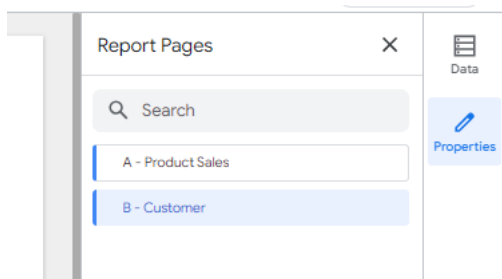 Report Pages
Search
A - Product Sales
B - Customer
Data
Properties